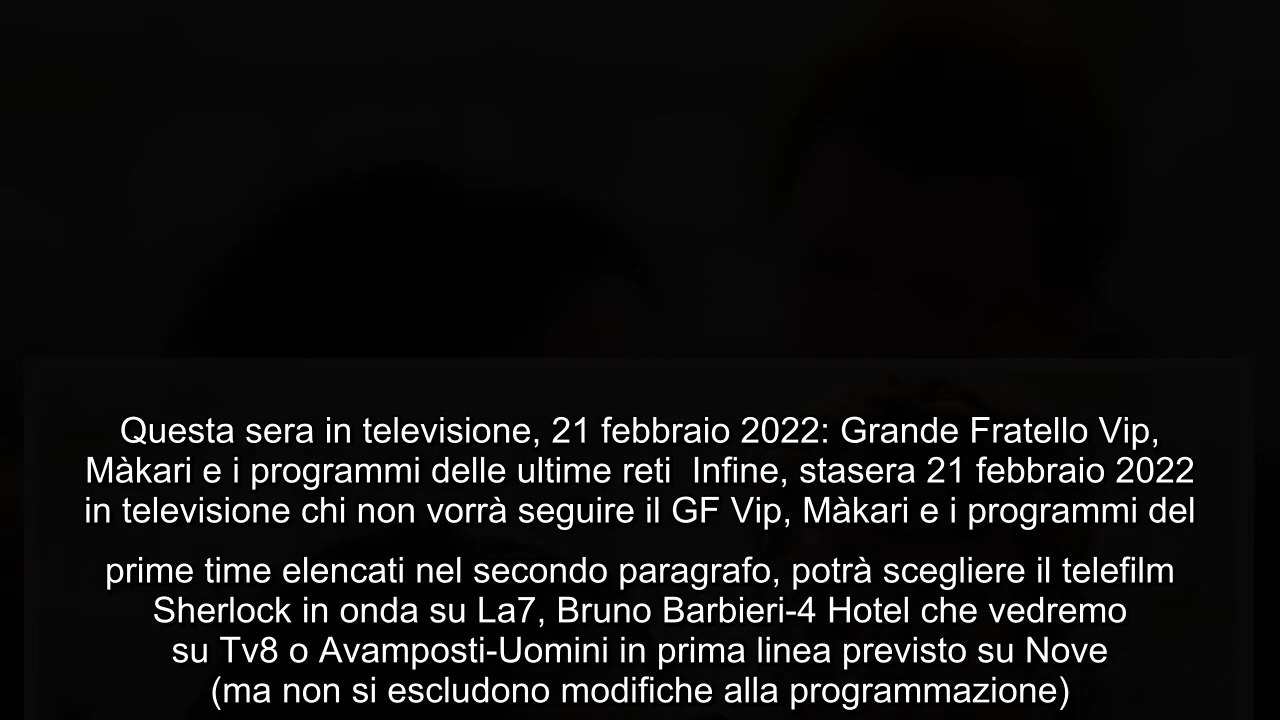 Questa sera in televisione, 21 febbraio 2022: Grande Fratello Vip,
Màkari e i programmi delle ultime reti  Infine, stasera 21 febbraio 2022
in televisione chi non vorrà seguire il GF Vip, Màkari e i programmi del
prime time elencati nel secondo paragrafo, potrà scegliere il telefilm
Sherlock in onda su La7, Bruno Barbieri-4 Hotel che vedremo
su Tv8 o Avamposti-Uomini in prima linea previsto su Nove
(ma non si escludono modifiche alla programmazione)